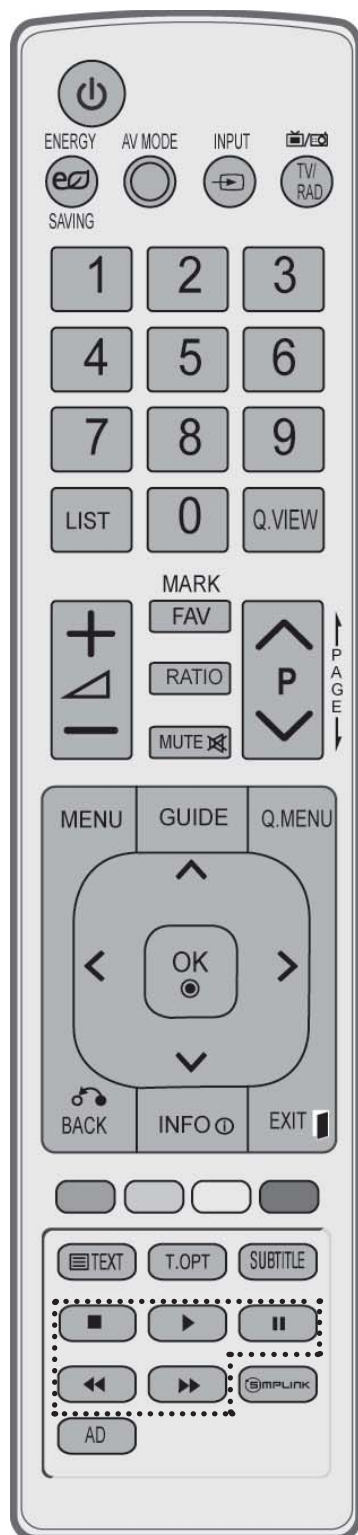 ENERGY AV MODE INPUT
TV/
RAD
SAVING
1 2 3
4 5 6
7 8 9
LIST 0 Q.VIEW
MARK
FAV
RATIO
MUTE
P
PAGE
MENU GUIDE Q.MENU
OK
BACK INFO EXIT
TEXT T.OPT SUBTITLE
SIMPLINK
AD